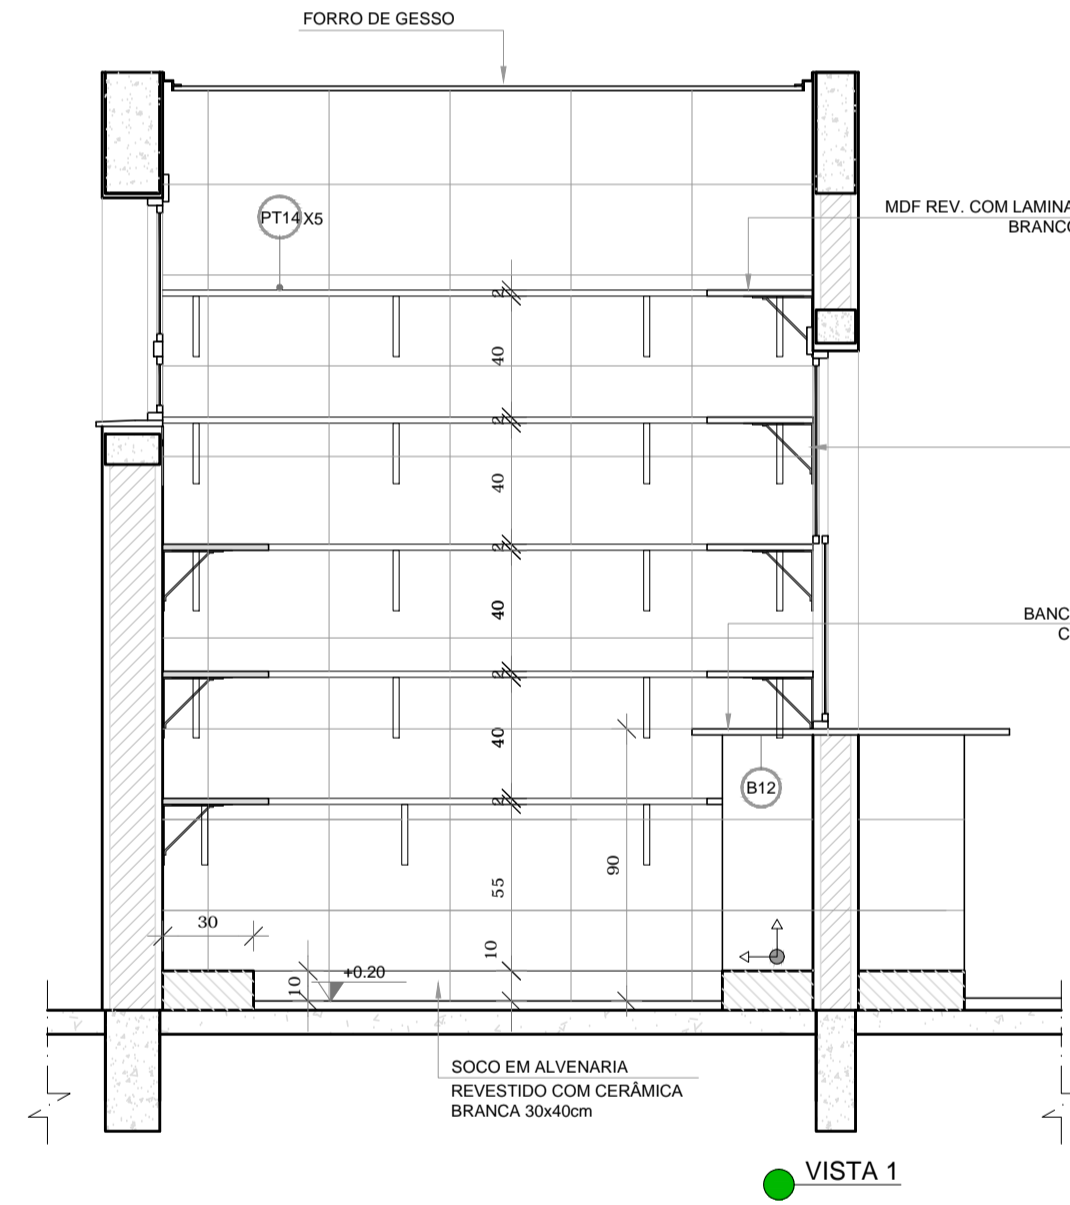 FORRO DE GESSO
MDF REV. COM LAMINA
BRANCO
PT14 X5
2
40
2
40
2
40
BANC
C
2
40
B12
2
90
55
30
10
+0.20
10
SOCO EM ALVENARIA
REVESTIDO COM CERÂMICA
BRANCA 30x40cm
VISTA 1